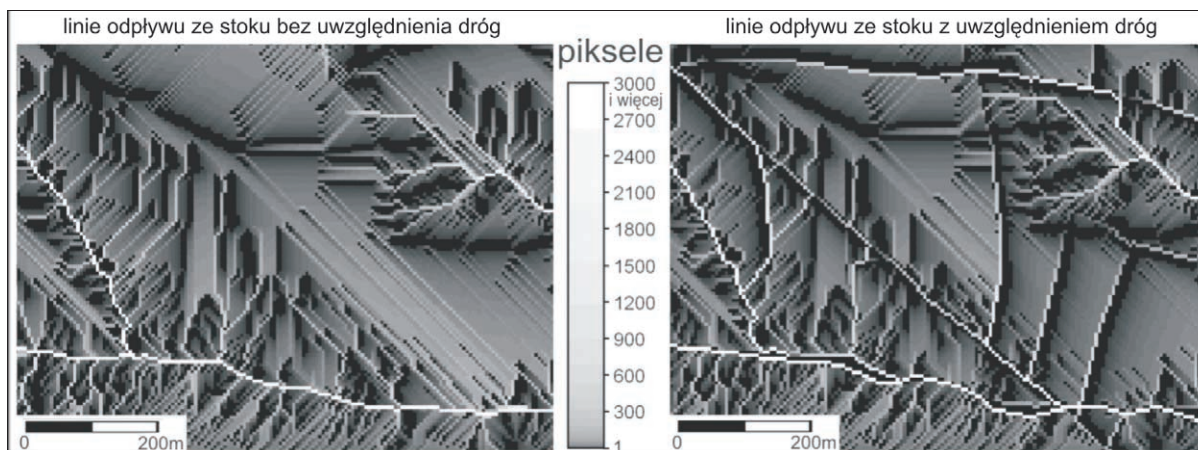 linie odpływu ze stoku bez uwzględnienia dróg
linie odpływu ze stoku z uwzględnieniem dróg
piksele
3000
i więcej
2700
2400
2100
1800
1500
1200
900
600
300
1
0 200m
0 200m